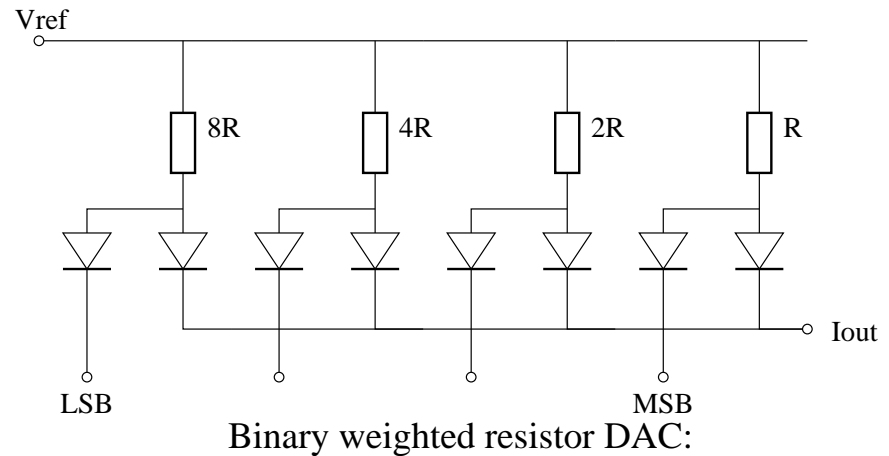 Vref
8R
4R
2R
R
Iout
LSB
MSB
Binary weighted resistor DAC: